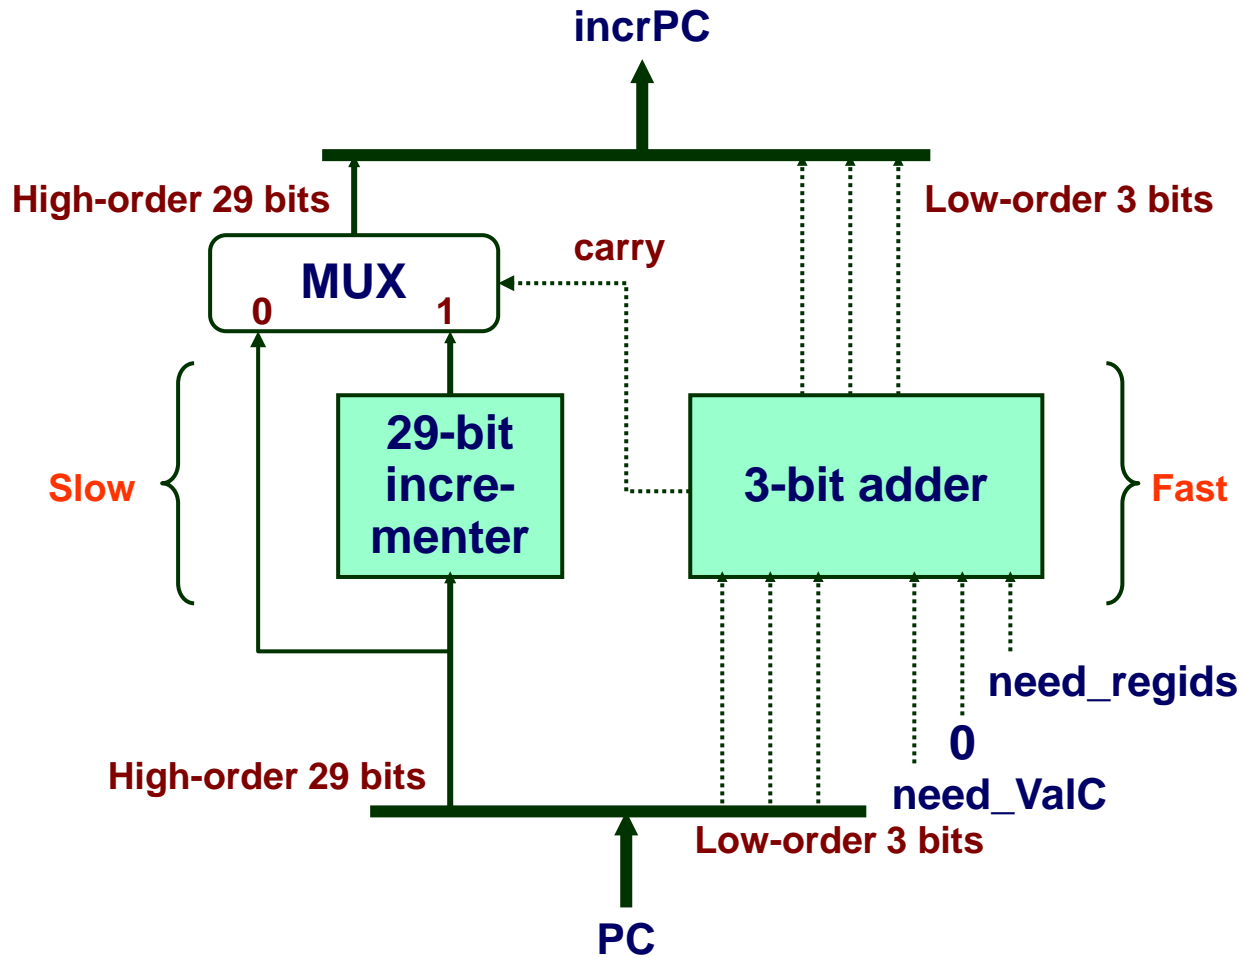 incrPC
High-order 29 bits
Low-order 3 bits
carry
MUX
0
1
29-bit
incre-
menter
3-bit adder
Slow
Fast
need_regids
0
need_ValC
High-order 29 bits
Low-order 3 bits
PC